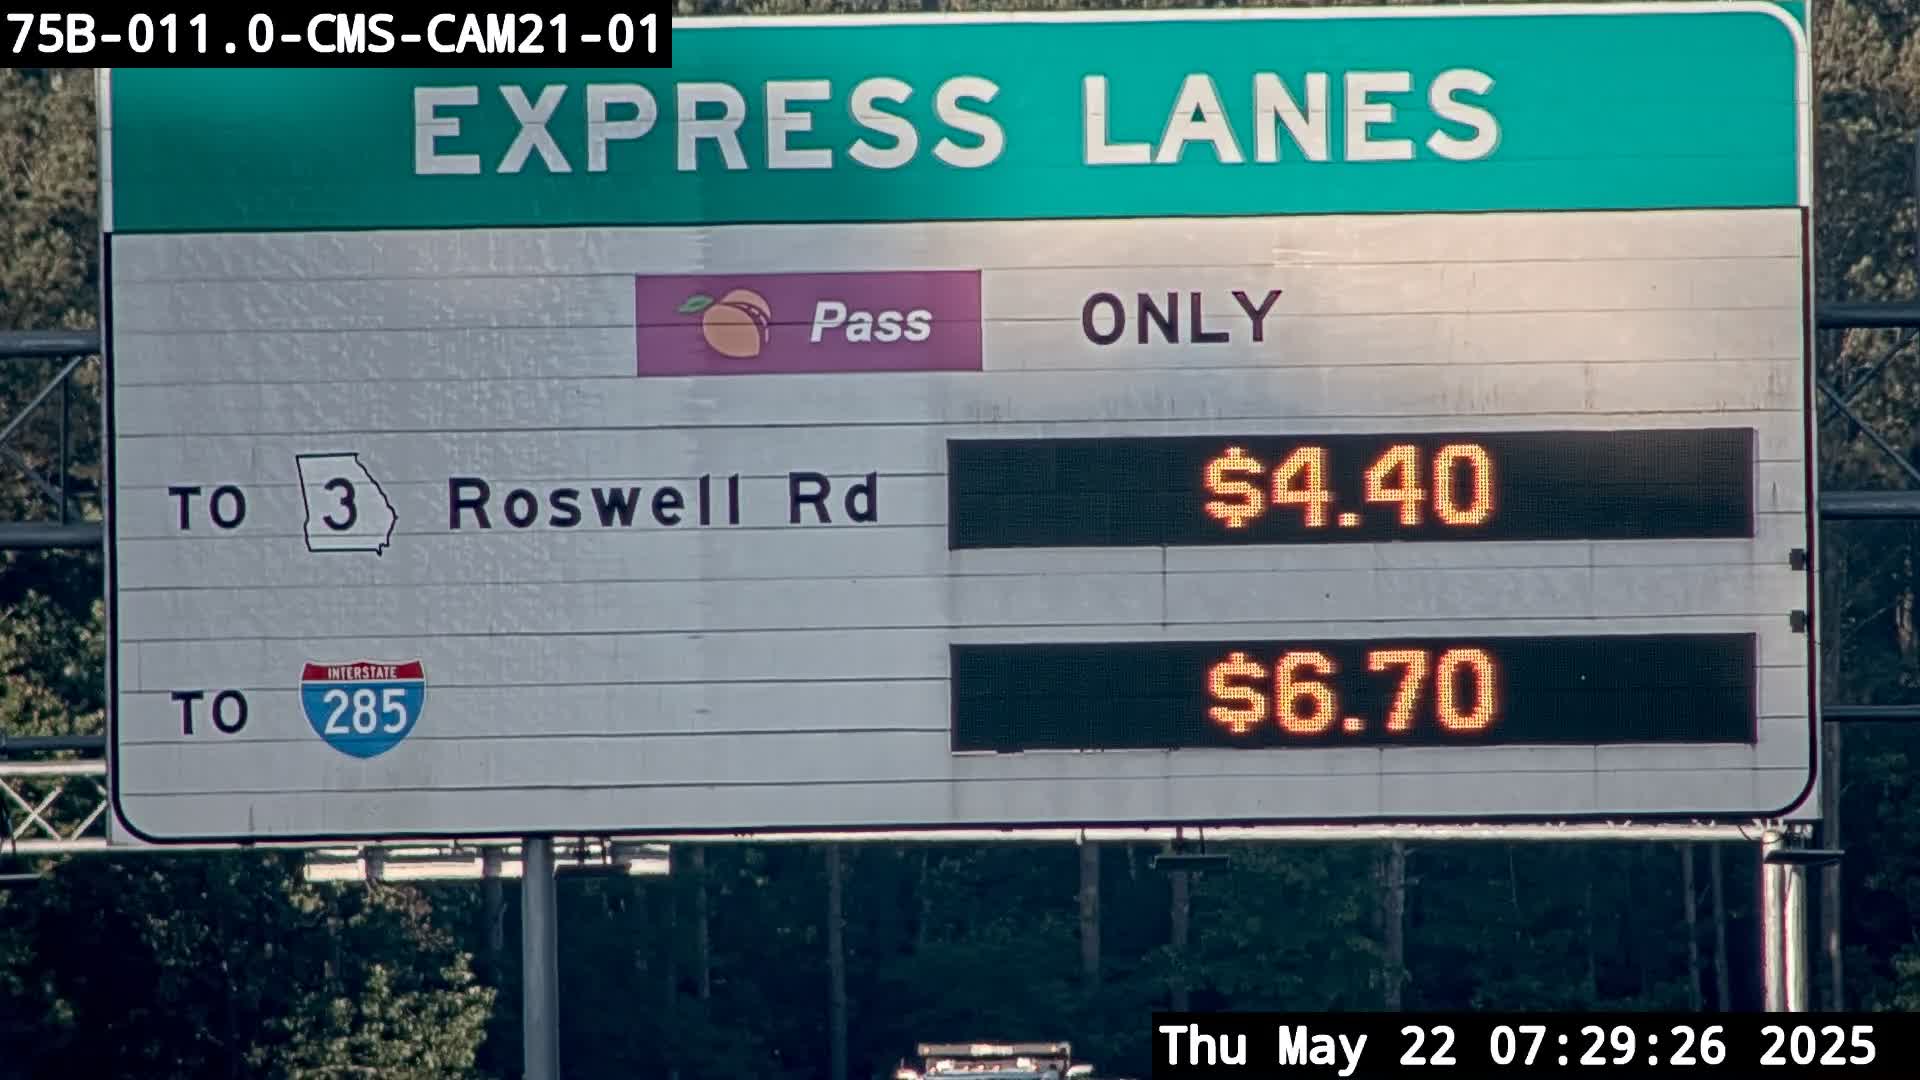 75B-011.0-CMS-CAM21-01
EXPRESS LANES
Pass ONLY
TO 3 Roswell Rd $4.40
TO INTERSTATE 285 $6.70
Thu May 22 07:29:26 2025